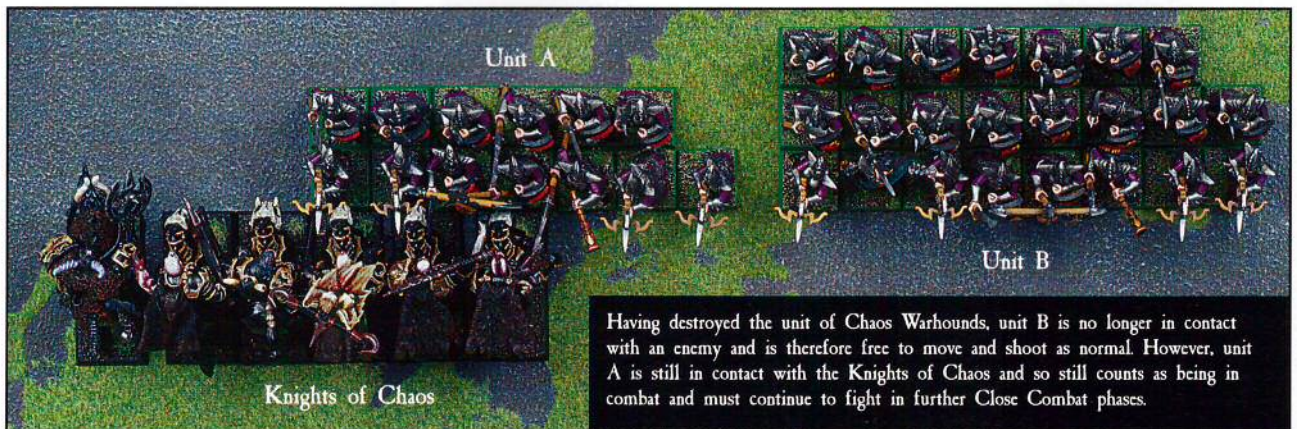 Unit A
Unit B
Knights of Chaos
Having destroyed the unit of Chaos Warhounds, unit B is no longer in contact
with an enemy and is therefore free to move and shoot as normal. However, unit
A is still in contact with the Knights of Chaos and so still counts as being in
combat and must continue to fight in further Close Combat phases.